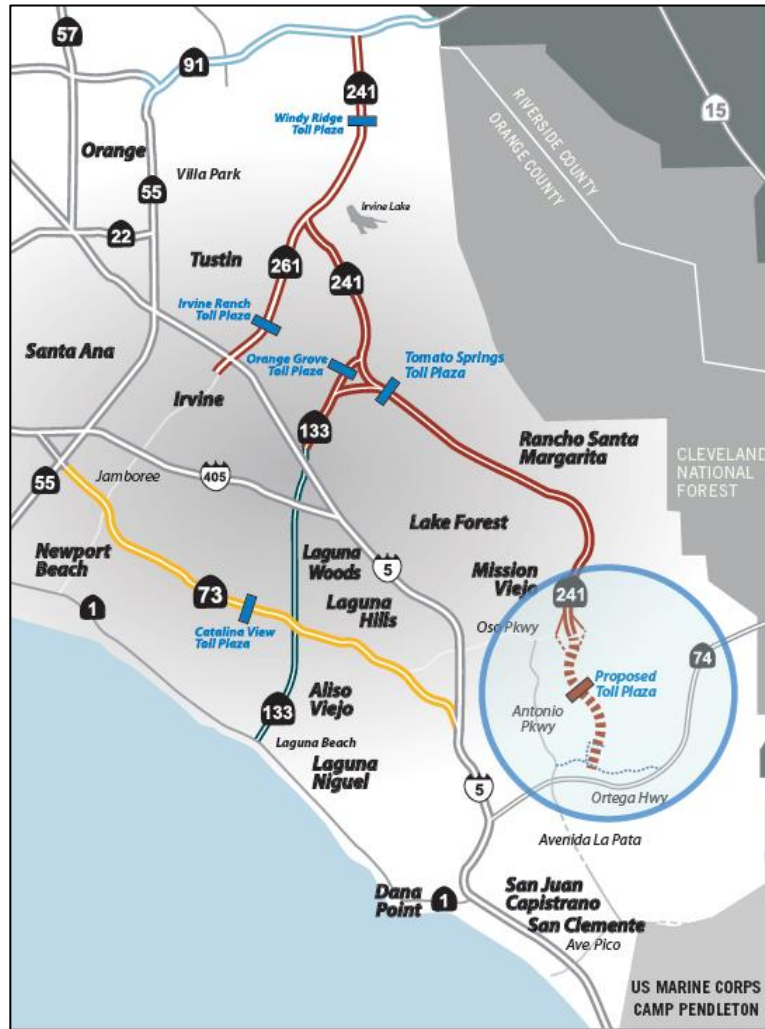 57
91
241
15
Windy Ridge
Toll Plaza
RIVERSIDE COUNTY
ORANGE COUNTY
Orange
Villa Park
55
Irvine Lake
22
Tustin
261
241
Irvine Ranch
Toll Plaza
Orange Grove
Toll Plaza
Tomato Springs
Toll Plaza
Santa Ana
Irvine
133
Rancho Santa
Margarita
CLEVELAND
NATIONAL
FOREST
55
Jamboree
405
Lake Forest
Newport
Beach
Laguna
Woods
5
Mission
Viejo
1
73
Laguna
Hills
241
Catalina View
Toll Plaza
Oso Pkwy
74
Proposed
Toll Plaza
Aliso
Viejo
133
Antonio
Pkwy
Laguna Beach
Laguna
Niguel
5
Ortega Hwy
Avenida La Pata
Dana
Point
1
San Juan
Capistrano
San Clemente
Ave Pico
US MARINE CORPS
CAMP PENDLETON